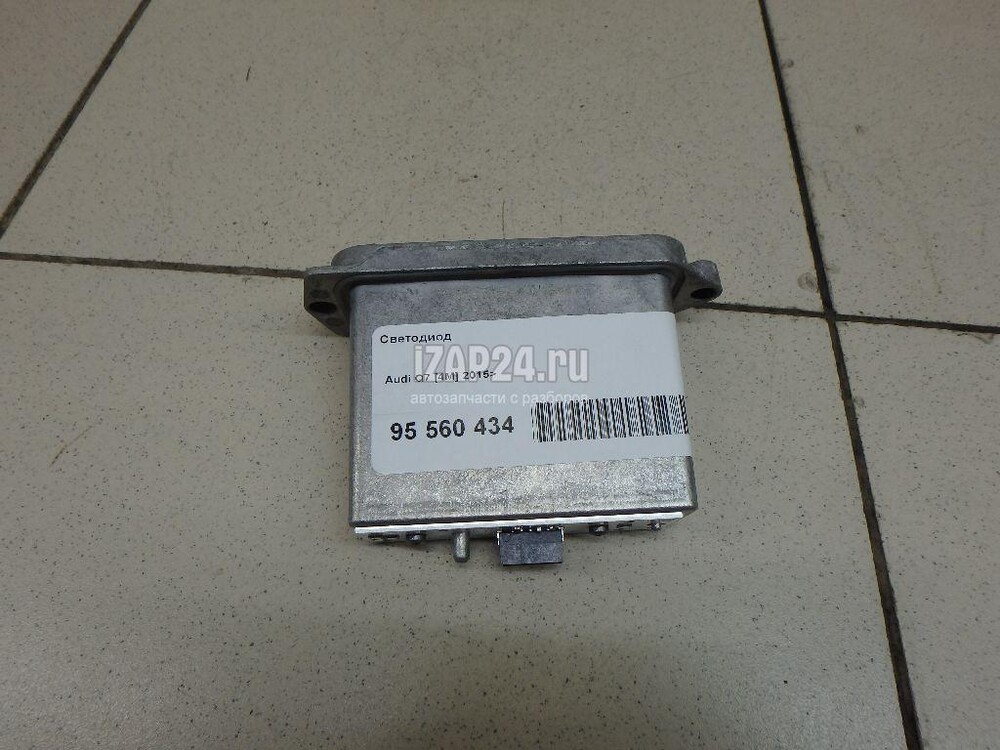 Светодиод
iZAP24.ru
Audi Q7 [4M] 2015>
автозапчасти с разборов
95 560 434